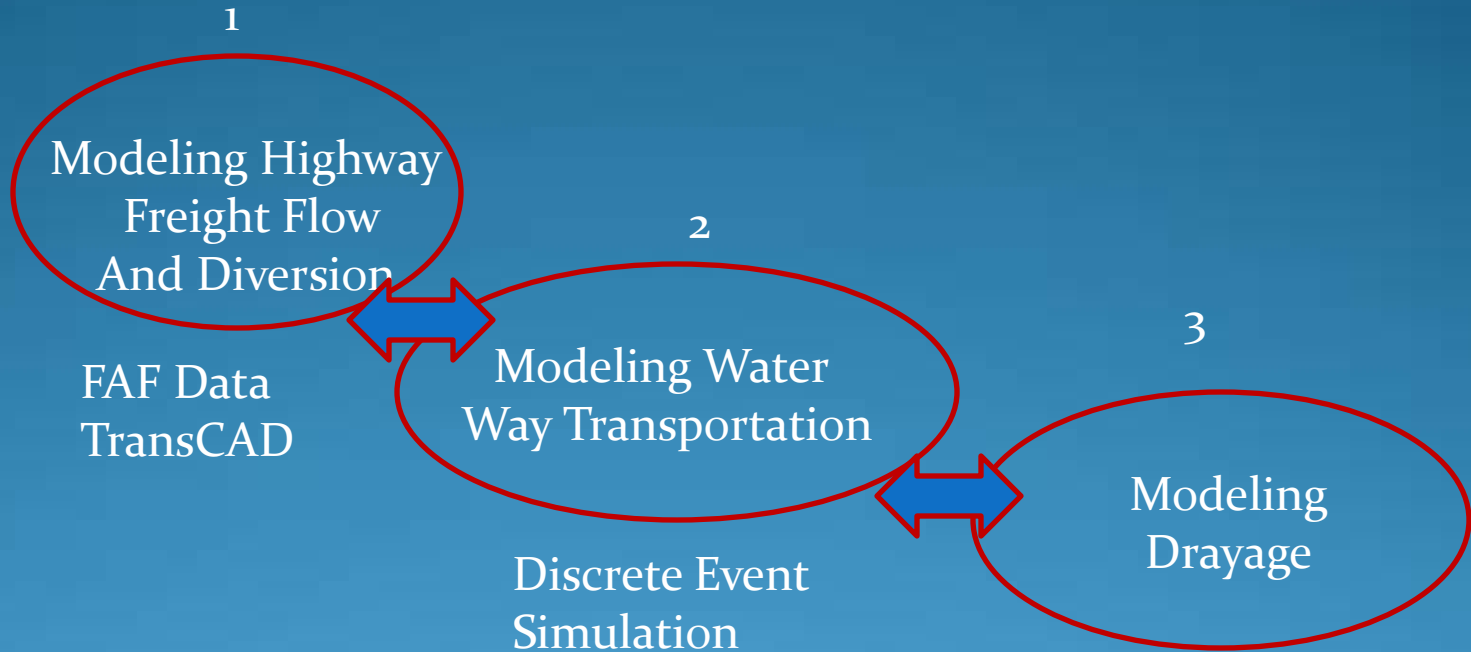 1
Modeling Highway
Freight Flow
And Diversion
FAF Data
TransCAD
2
Modeling Water
Way Transportation
Discrete Event
Simulation
3
Modeling
Drayage